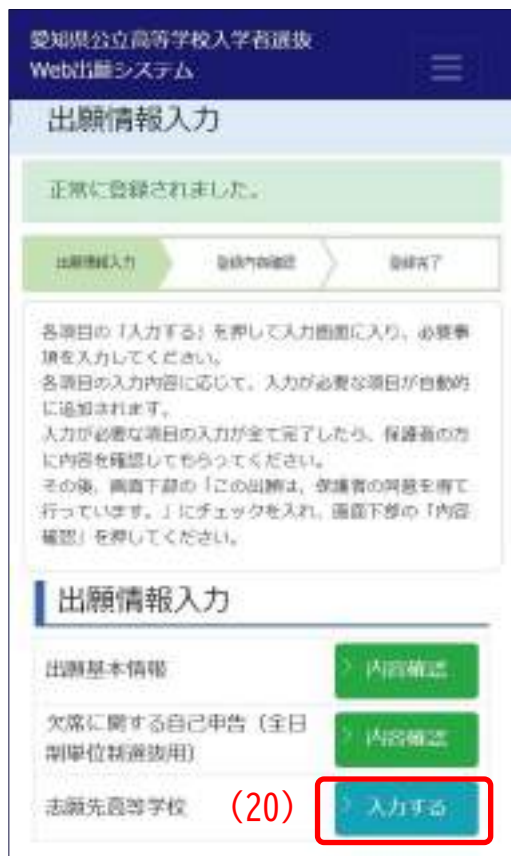 愛知県公立高等学校入学者選抜
Web出願システム
出願情報入力
正常に登録されました。
出願情報入力
登録内容確認
登録完了
各項目の「入力する」を押して入力画面に入り、必要事
項を入力してください。
各項目の入力内容に応じて、入力が必要な項目が自動的
に追加されます。
入力が必要な項目の入力が全て完了したら、保護者の方
に内容を確認してもらってください。
その後、画面下部の「この出願は、保護者の同意を得て
行っています。」にチェックを入れ、画面下部の「内容
確認」を押してください。
出願情報入力
出願基本情報
内容確認
欠席に関する自己申告（全日
制単位制選抜用）
内容確認
志願先高等学校
(20)
入力する